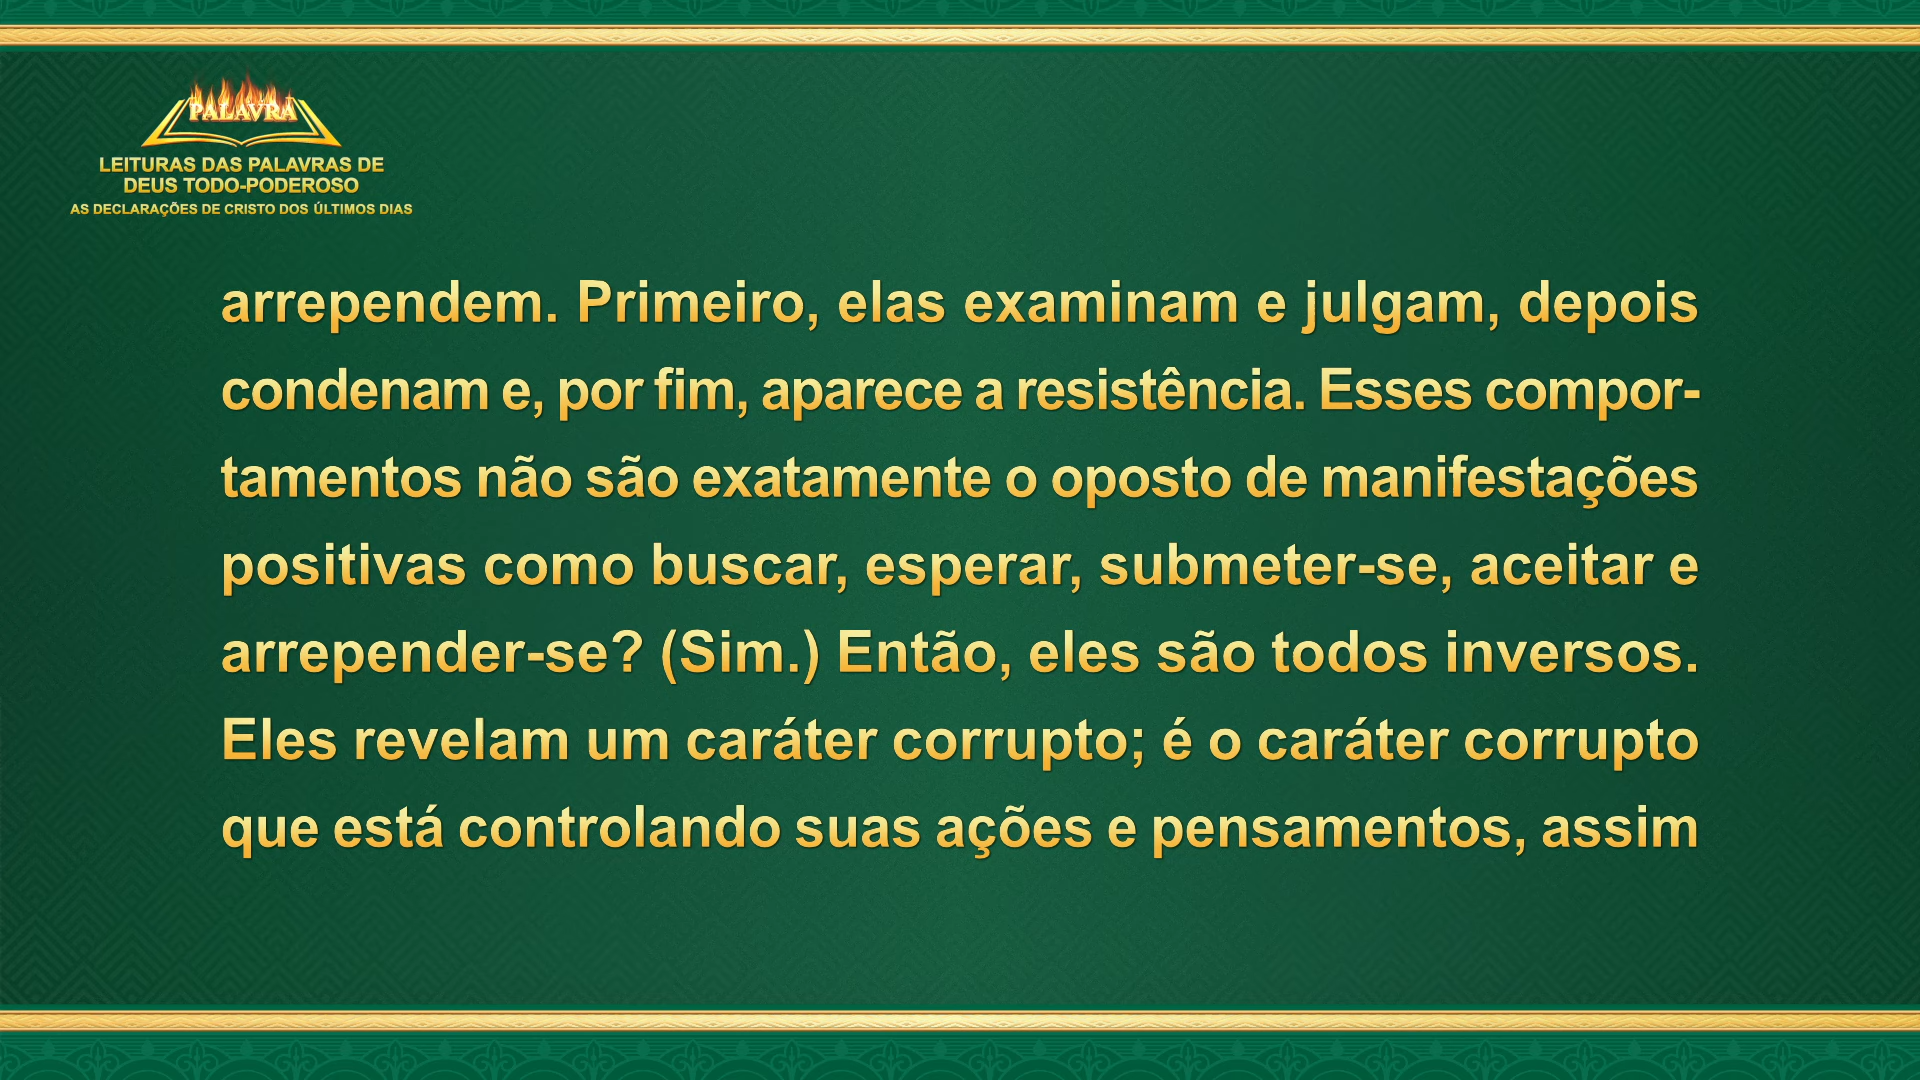 PALAVRA
LEITURAS DAS PALAVRAS DE
DEUS TODO-PODEROSO
AS DECLARAÇÕES DE CRISTO DOS ÚLTIMOS DIAS
arrependem. Primeiro, elas examinam e julgam, depois
condenam e, por fim, aparece a resistência. Esses compor-
tamentos não são exatamente o oposto de manifestações
positivas como buscar, esperar, submeter-se, aceitar e
arrepender-se? (Sim.) Então, eles são todos inversos.
Eles revelam um caráter corrupto; é o caráter corrupto
que está controlando suas ações e pensamentos, assim